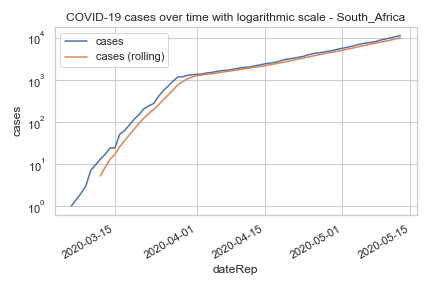 COVID-19 cases over time with logarithmic scale - South_Africa
cases
cases (rolling)
10⁴
10³
10²
10¹
10⁰
cases
2020-03-15
2020-04-01
2020-04-15
2020-05-01
2020-05-15
dateRep